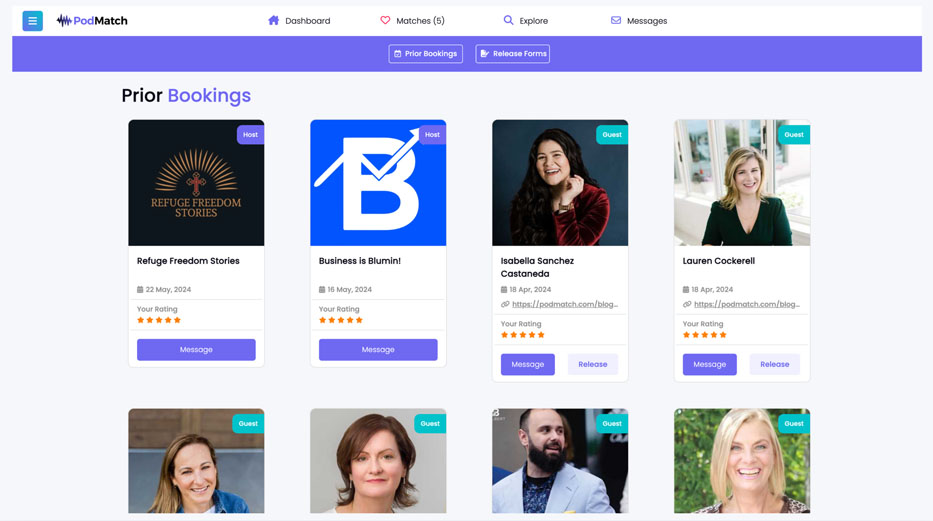 PodMatch
Dashboard
Matches (5)
Explore
Messages
Prior Bookings
Release Forms
Prior Bookings
Host
REFUGE FREEDOM
STORIES
Refuge Freedom Stories
22 May, 2024
Your Rating
Message
Host
B
Business is Blumin!
16 May, 2024
Your Rating
Message
Guest
Isabella Sanchez
Castaneda
18 Apr, 2024
https://podmatch.com/blog...
Your Rating
Message
Release
Guest
Lauren Cockerell
18 Apr, 2024
https://podmatch.com/blog...
Your Rating
Message
Release
Guest
Guest
Guest
Guest